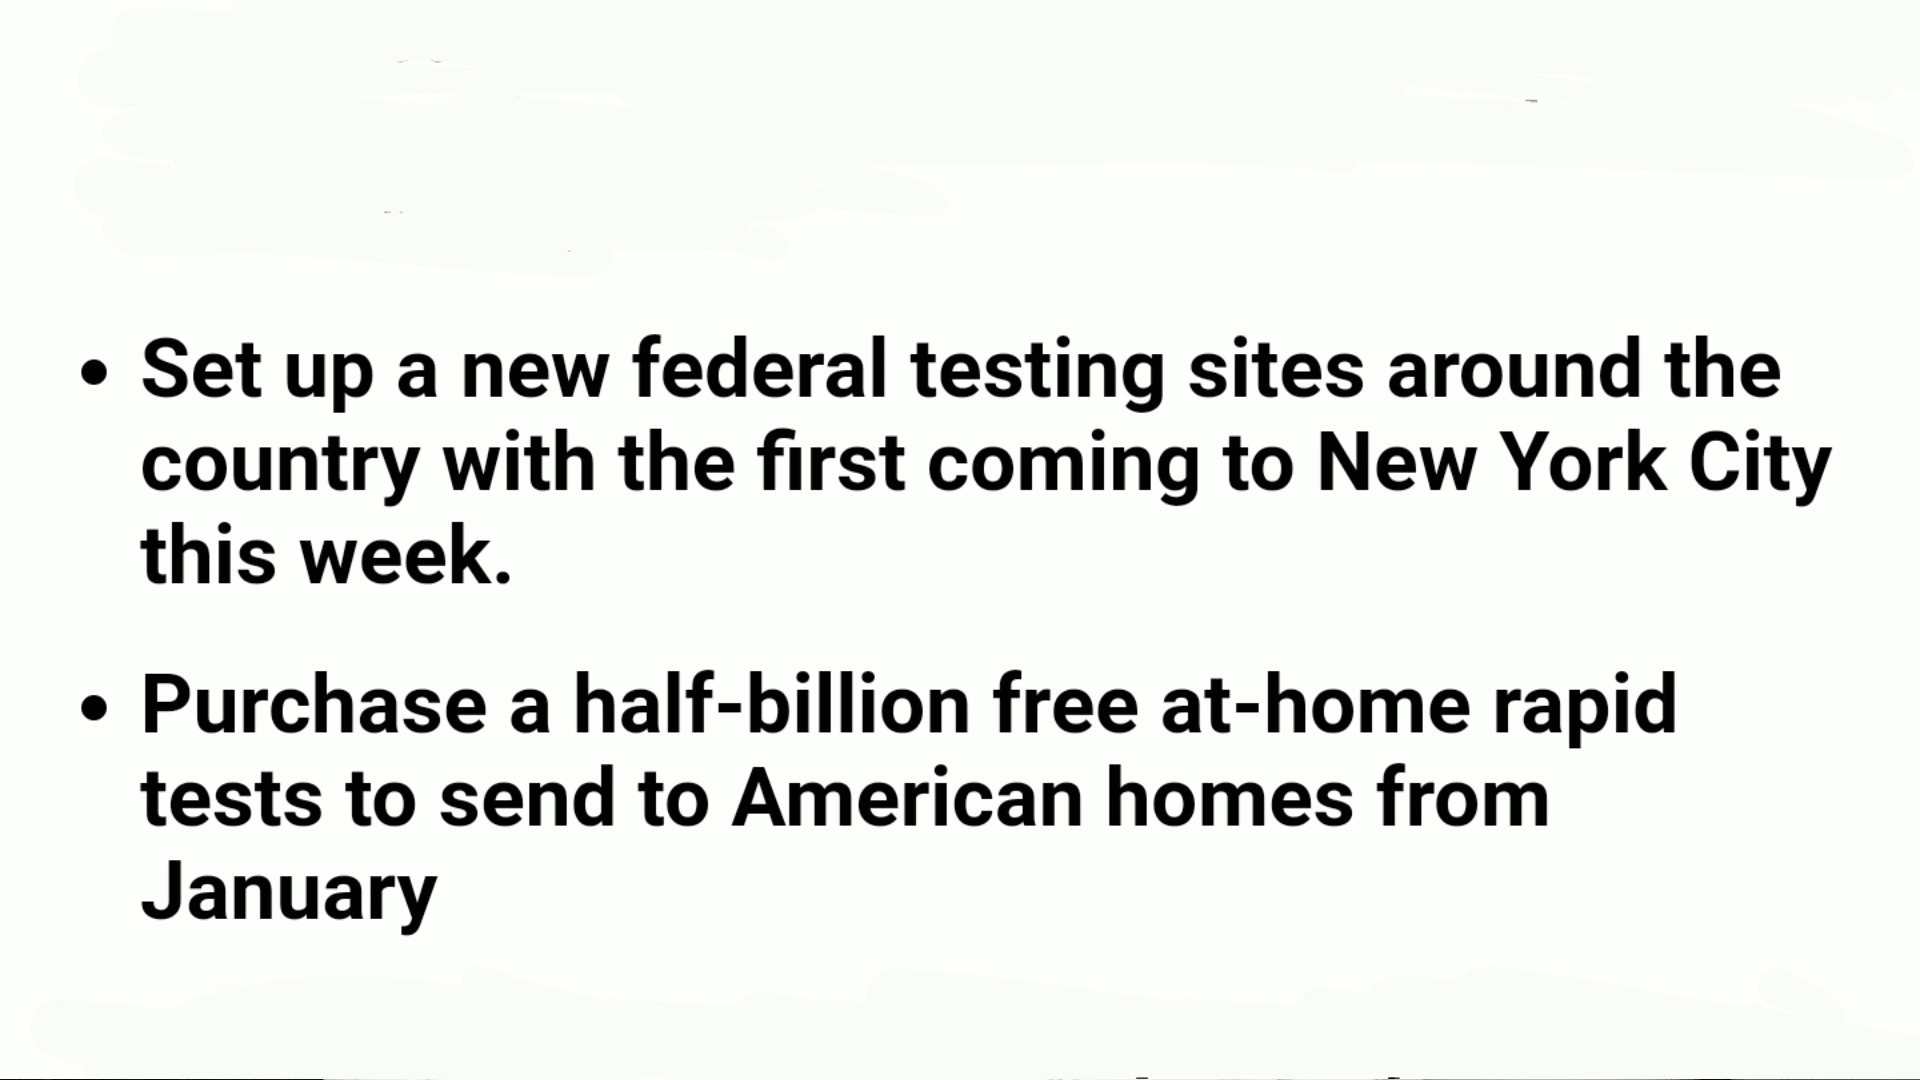 • Set up a new federal testing sites around the
country with the first coming to New York City
this week.
• Purchase a half-billion free at-home rapid
tests to send to American homes from
January